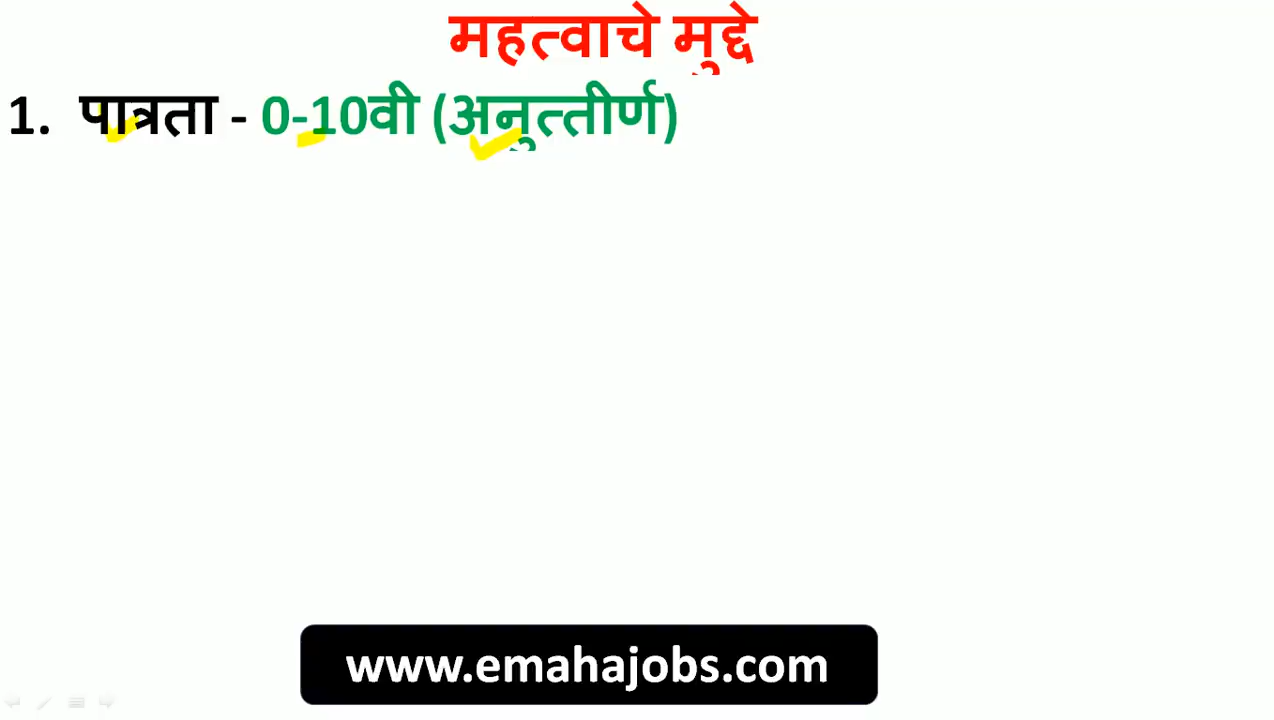 महत्वाचे मुद्दे
1. पात्रता - 0-10वी (अनुत्तीर्ण)
www.emahajobs.com